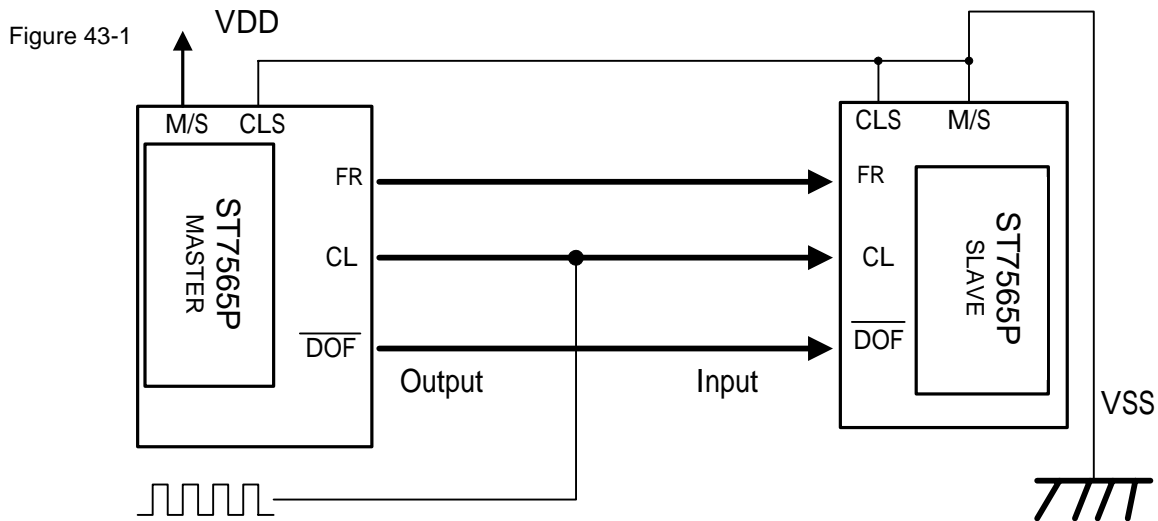 Figure 43-1
VDD
M/S CLS
FR
CL
DOF
ST7565P
MASTER
Output
Input
CLS M/S
FR
CL
DOF
ST7565P
SLAVE
VSS